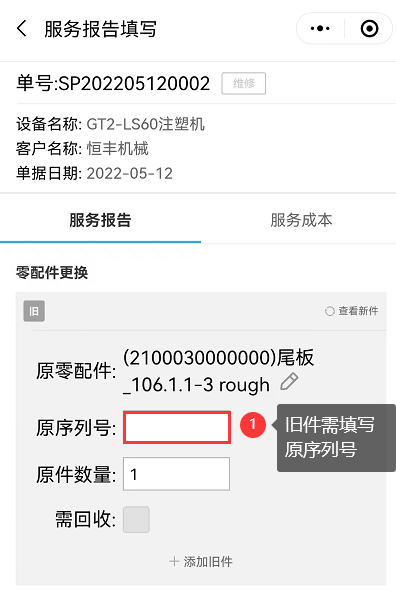 服务报告填写
单号:SP202205120002 维修
设备名称: GT2-LS60注塑机
客户名称: 恒丰机械
单据日期: 2022-05-12
服务报告 服务成本
零配件更换
旧 查看新件
原零配件: (2100030000000)尾板
_106.1.1-3 rough
原序列号: 1 旧件需填写
原序列号
原件数量: 1
需回收:
+ 添加旧件